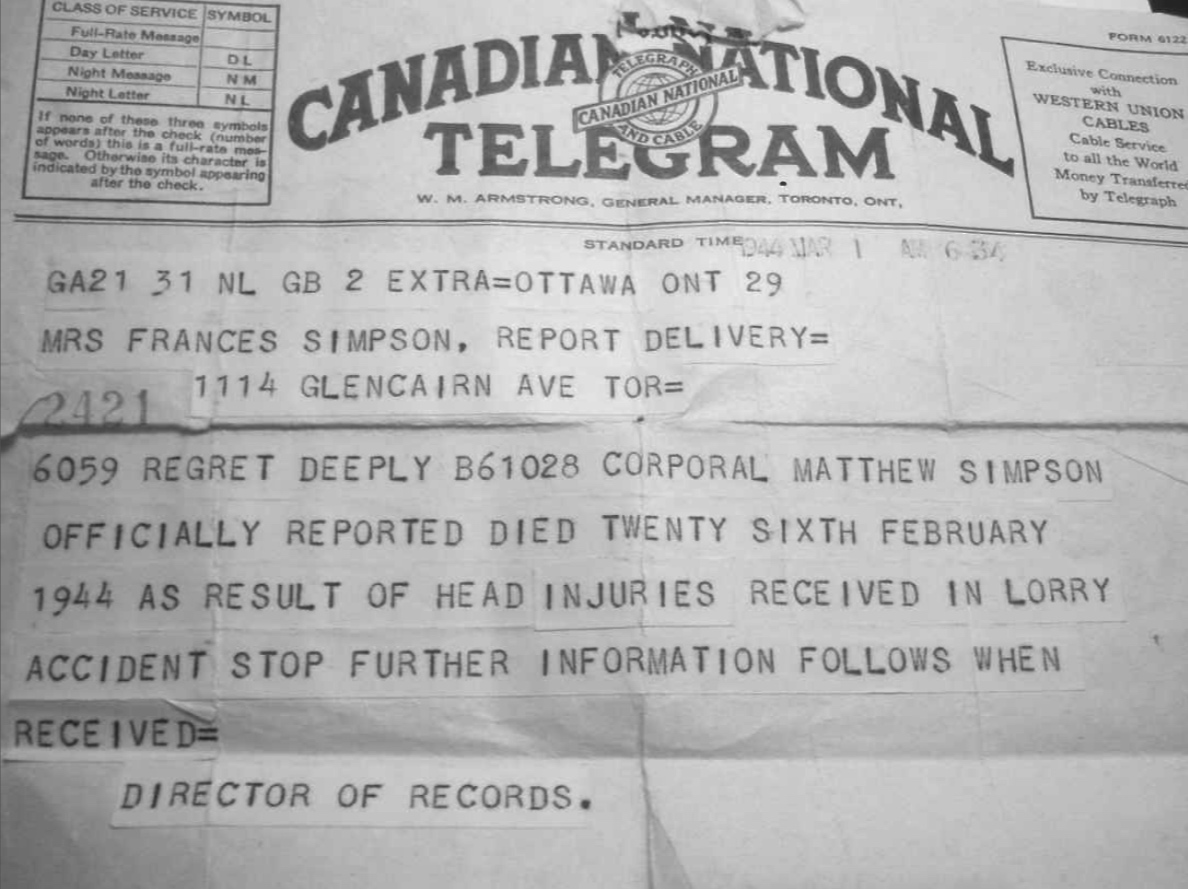 CLASS OF SERVICE SYMBOL
Full-Rate Message
Day Letter DL
Night Message NM
Night Letter NL
If none of these three symbols
appears after the check (number
of words) this is a full-rate mes-
sage. Otherwise its character is
indicated by the symbol appearing
after the check.
CANADIAN NATIONAL
TELEGRAM
TELEGRAPH
CANADIAN NATIONAL
AND CABLE
W. M. ARMSTRONG, GENERAL MANAGER, TORONTO, ONT.
FORM 6122
Exclusive Connection
with
WESTERN UNION
CABLES
Cable Service
to all the World
Money Transferred
by Telegraph
STANDARD TIME 1944 MAR 1 AM 6 34
GA21 31 NL GB 2 EXTRA=OTTAWA ONT 29
MRS FRANCES SIMPSON, REPORT DELIVERY=
1114 GLENCAIRN AVE TOR=
2421
6059 REGRET DEEPLY B61028 CORPORAL MATTHEW SIMPSON
OFFICIALLY REPORTED DIED TWENTY SIXTH FEBRUARY
1944 AS RESULT OF HEAD INJURIES RECEIVED IN LORRY
ACCIDENT STOP FURTHER INFORMATION FOLLOWS WHEN
RECEIVED=
DIRECTOR OF RECORDS.